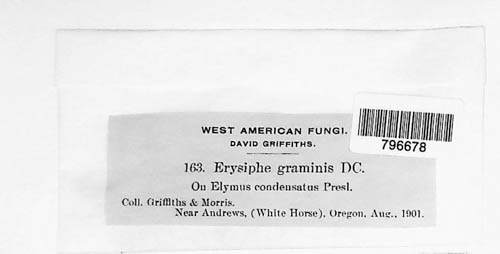 WEST AMERICAN FUNGI.
DAVID GRIFFITHS.
796678
163. Erysiphe graminis DC.
On Elymus condensatus Presl.
Coll. Griffiths & Morris.
Near Andrews, (White Horse), Oregon, Aug., 1901.